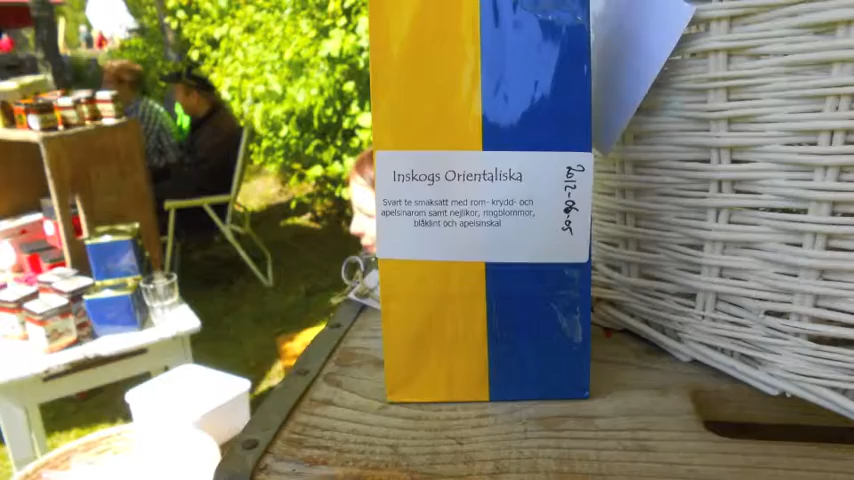 Inskogs Orientaliska
Svart te smaksatt med rom- krydd- och
apelsinarom samt nejlikor, ringblommor,
blåklint och apelsinskal
2012-06-05